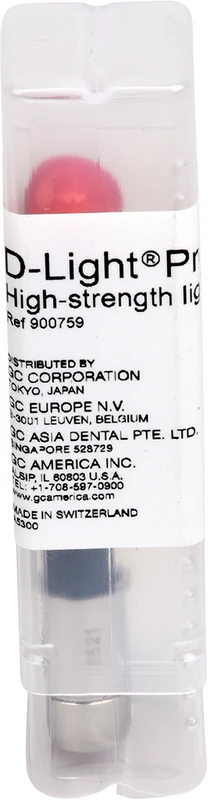 D-Light® Pr
High-strength lig
Ref 900759
DISTRIBUTED BY
GC CORPORATION
TOKYO, JAPAN
GC EUROPE N.V.
B-3001 LEUVEN, BELGIUM
GC ASIA DENTAL PTE. LTD.
SINGAPORE 528729
GC AMERICA INC.
ALSIP, IL 60803 U.S.A.
TEL: +1-708-597-0900
www.gcamerica.com
MADE IN SWITZERLAND